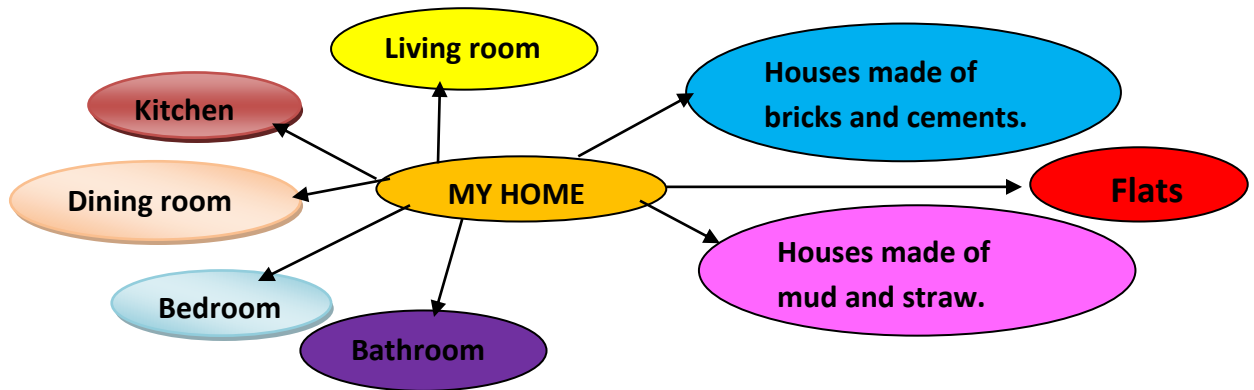 Living room
Houses made of
bricks and cements.
Kitchen
MY HOME
Flats
Dining room
Houses made of
mud and straw.
Bedroom
Bathroom